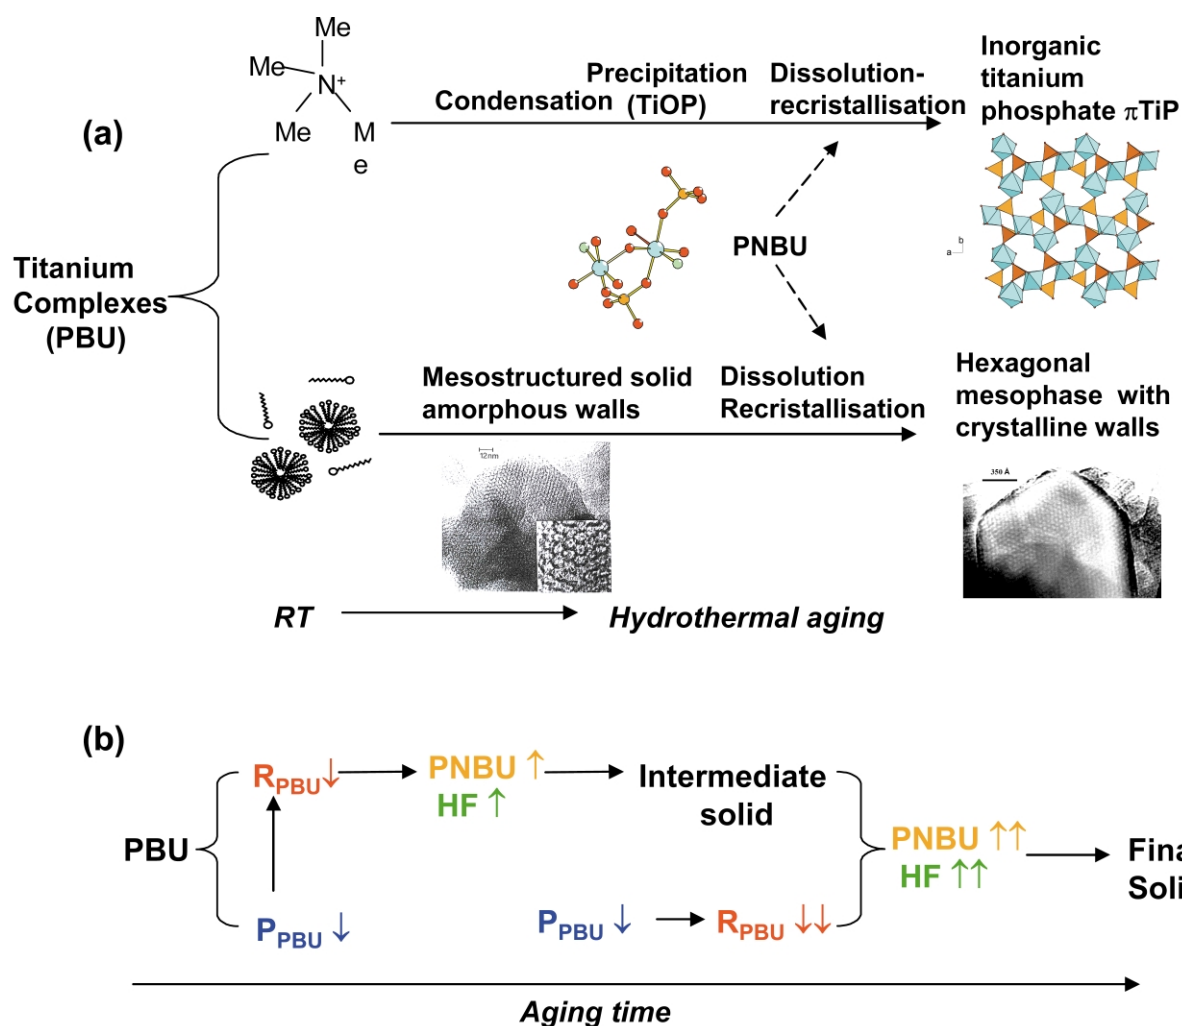 (a)
Me
Me
N+
Me
M
e
Condensation
Precipitation
(TiOP)
Dissolution-
recristallisation
Inorganic
titanium
phosphate πTiP
PNBU
b
a
Titanium
Complexes
(PBU)
Mesostructured solid
amorphous walls
Dissolution
Recristallisation
Hexagonal
mesophase with
crystalline walls
12nm
350 Å
RT
Hydrothermal aging
(b)
PBU
RPBU ↓
PNBU ↑
HF ↑
Intermediate
solid
PPBU ↓
PPBU ↓
RPBU ↓↓
PNBU ↑↑
HF ↑↑
Fina
Soli
Aging time